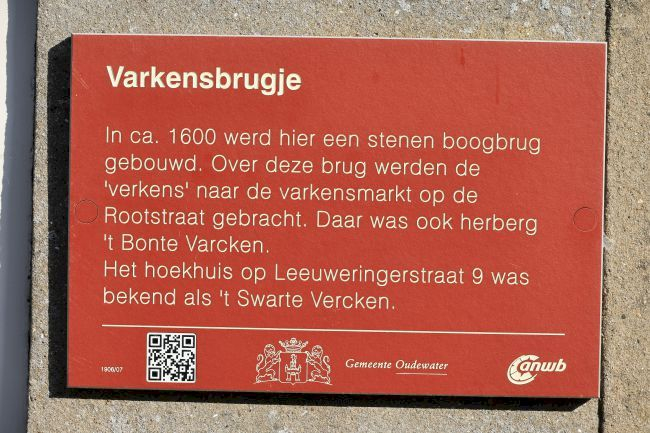 Varkensbrugje
In ca. 1600 werd hier een stenen boogbrug
gebouwd. Over deze brug werden de
'verkens' naar de varkensmarkt op de
Rootstraat gebracht. Daar was ook herberg
't Bonte Varcken.
Het hoekhuis op Leeuweringerstraat 9 was
bekend als 't Swarte Vercken.
1906/07
Gemeente Oudewater
anwb